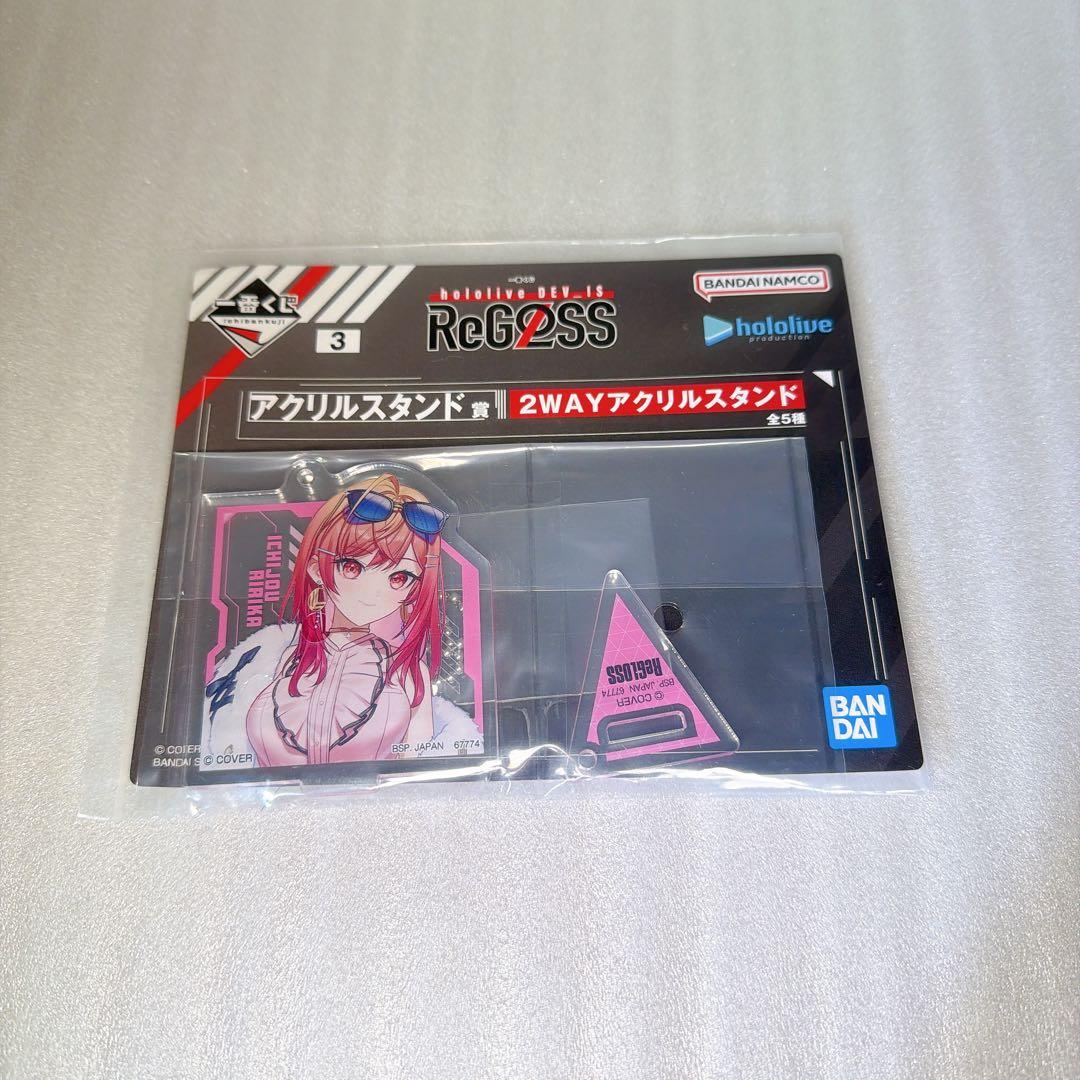 一番くじ
ichibankuji
3
一番くじ
hololive DEV_IS
ReGLOSS
BANDAI NAMCO
hololive
production
アクリルスタンド賞
2WAYアクリルスタンド
全5種
ICHIJOU
RIRIKA
ReGLOSS
BSP. JAPAN 67774
© COVER
BAN
DAI
© COVER
BANDAI S
© COVER
BSP. JAPAN 67774